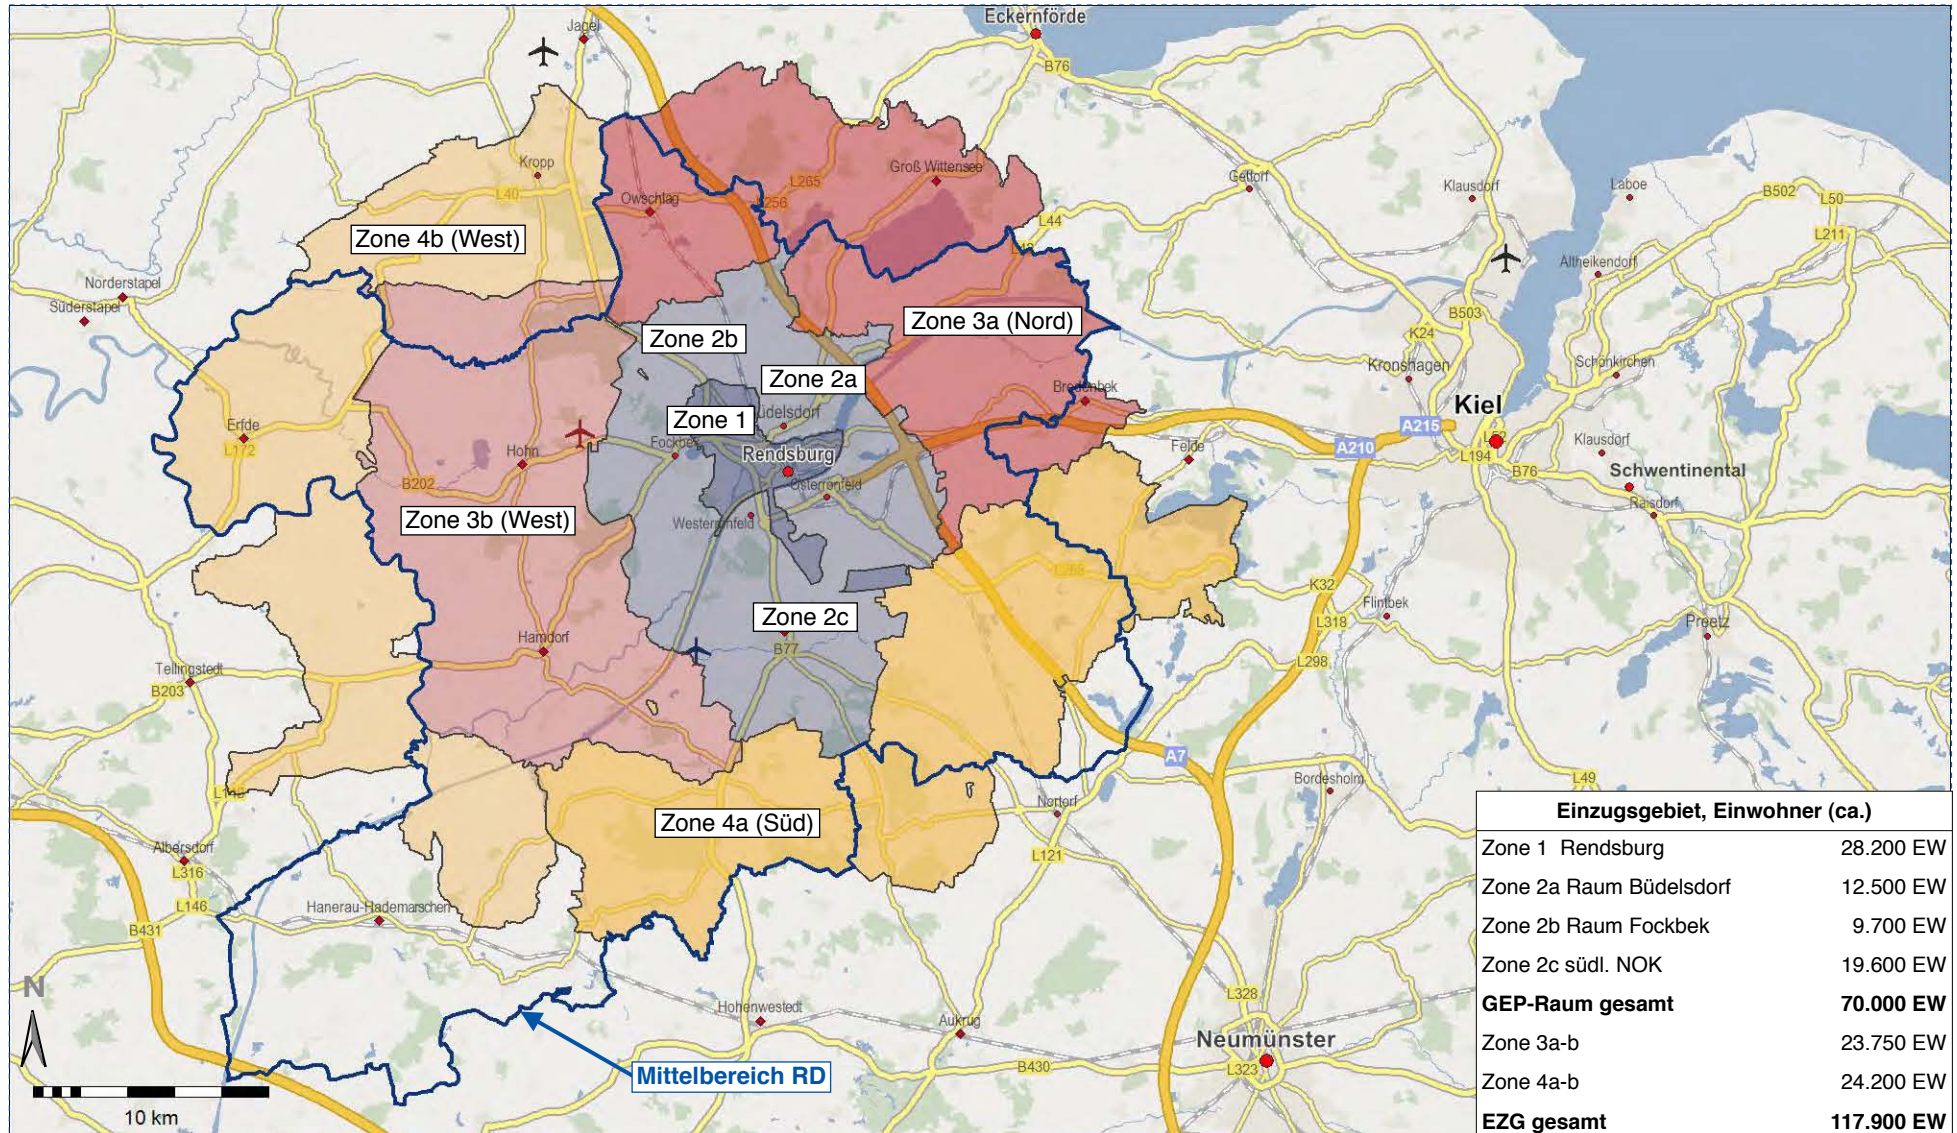 Eckernförde
Jagel
B76
Kropp
Groß Wittensee
L265
L40
Owschlag
L256
L44
Gettorf
Klausdorf
Laboe
B502
L50
L211
Zone 4b (West)
Altheikendorf
Norderstapel
Süderstapel
Zone 3a (Nord)
B503
Zone 2b
K24
Schönkirchen
Kronshagen
Zone 2a
Bredenbek
Kiel
Zone 1
Büdelsdorf
A215
Erfde
Fockbek
L52
Klausdorf
L172
Hohn
Rendsburg
Felde
A210
L194
B76
Schwentinental
B202
Osterrönfeld
Raisdorf
Zone 3b (West)
Westerrönfeld
K32
Flintbek
Zone 2c
L318
Preetz
Hamdorf
B77
L298
Tellingstedt
B203
A7
Bordesholm
L49
Nortorf
Zone 4a (Süd)
Albersdorf
L316
L121
L146
Hanerau-Hademarschen
B431
N
L328
Hohenwestedt
Aukrug
Neumünster
B430
L323
Mittelbereich RD
10 km
Einzugsgebiet, Einwohner (ca.)
Zone 1 Rendsburg 28.200 EW
Zone 2a Raum Büdelsdorf 12.500 EW
Zone 2b Raum Fockbek 9.700 EW
Zone 2c südl. NOK 19.600 EW
GEP-Raum gesamt 70.000 EW
Zone 3a-b 23.750 EW
Zone 4a-b 24.200 EW
EZG gesamt 117.900 EW